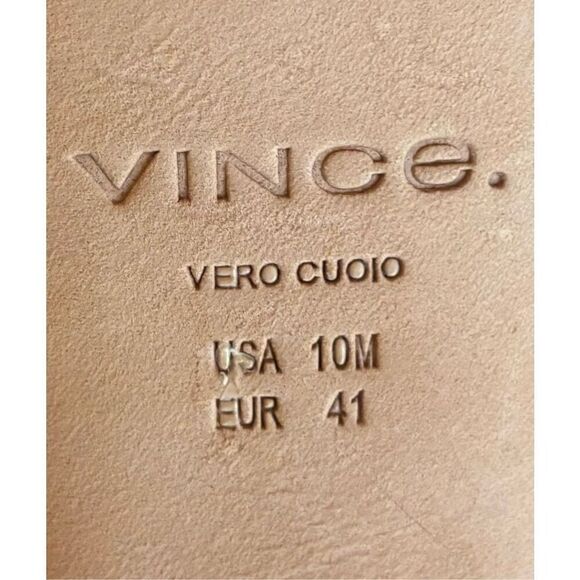 VINCe.
VERO CUOIO
USA 10M
EUR 41